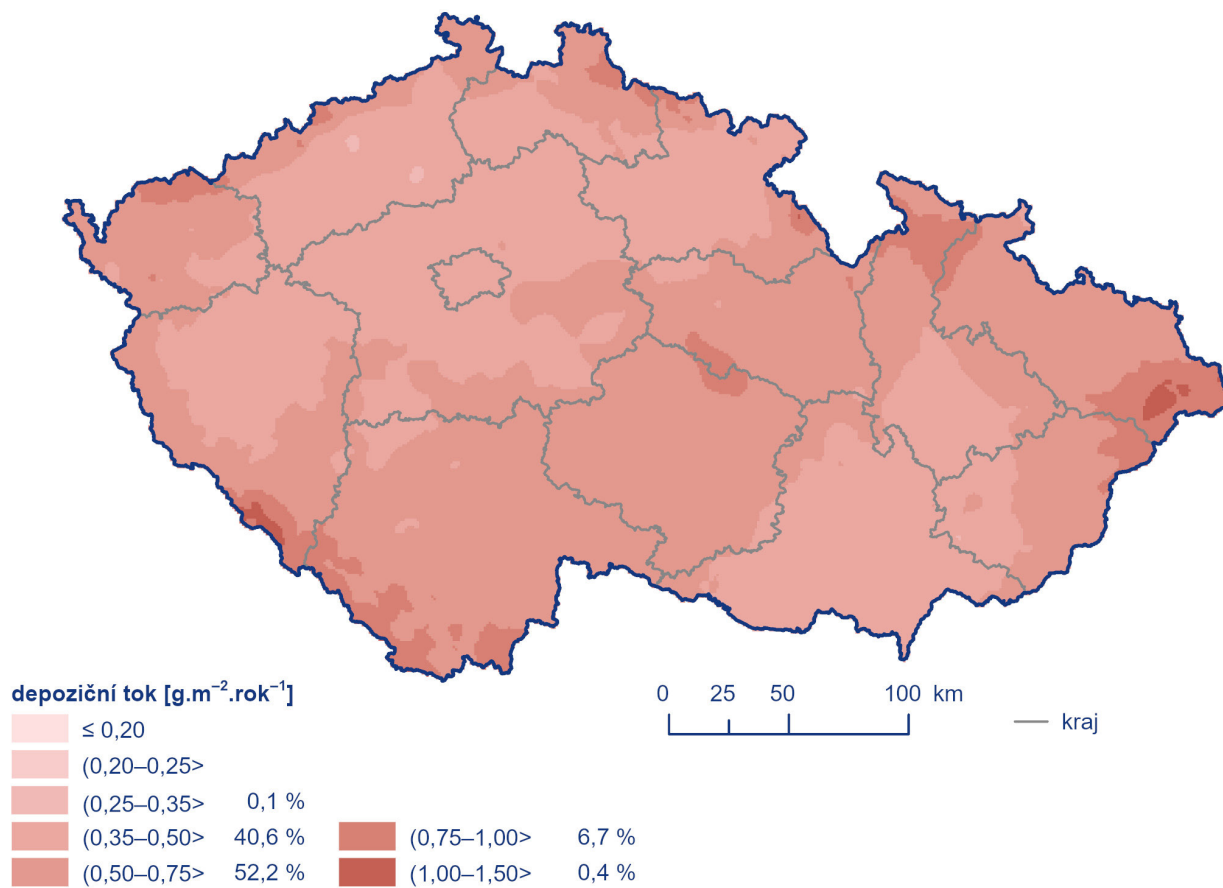 depoziční tok [g.m⁻².rok⁻¹]
≤ 0,20
(0,20–0,25>
(0,25–0,35> 0,1 %
(0,35–0,50> 40,6 %
(0,50–0,75> 52,2 %
(0,75–1,00> 6,7 %
(1,00–1,50> 0,4 %
0 25 50 100 km
kraj